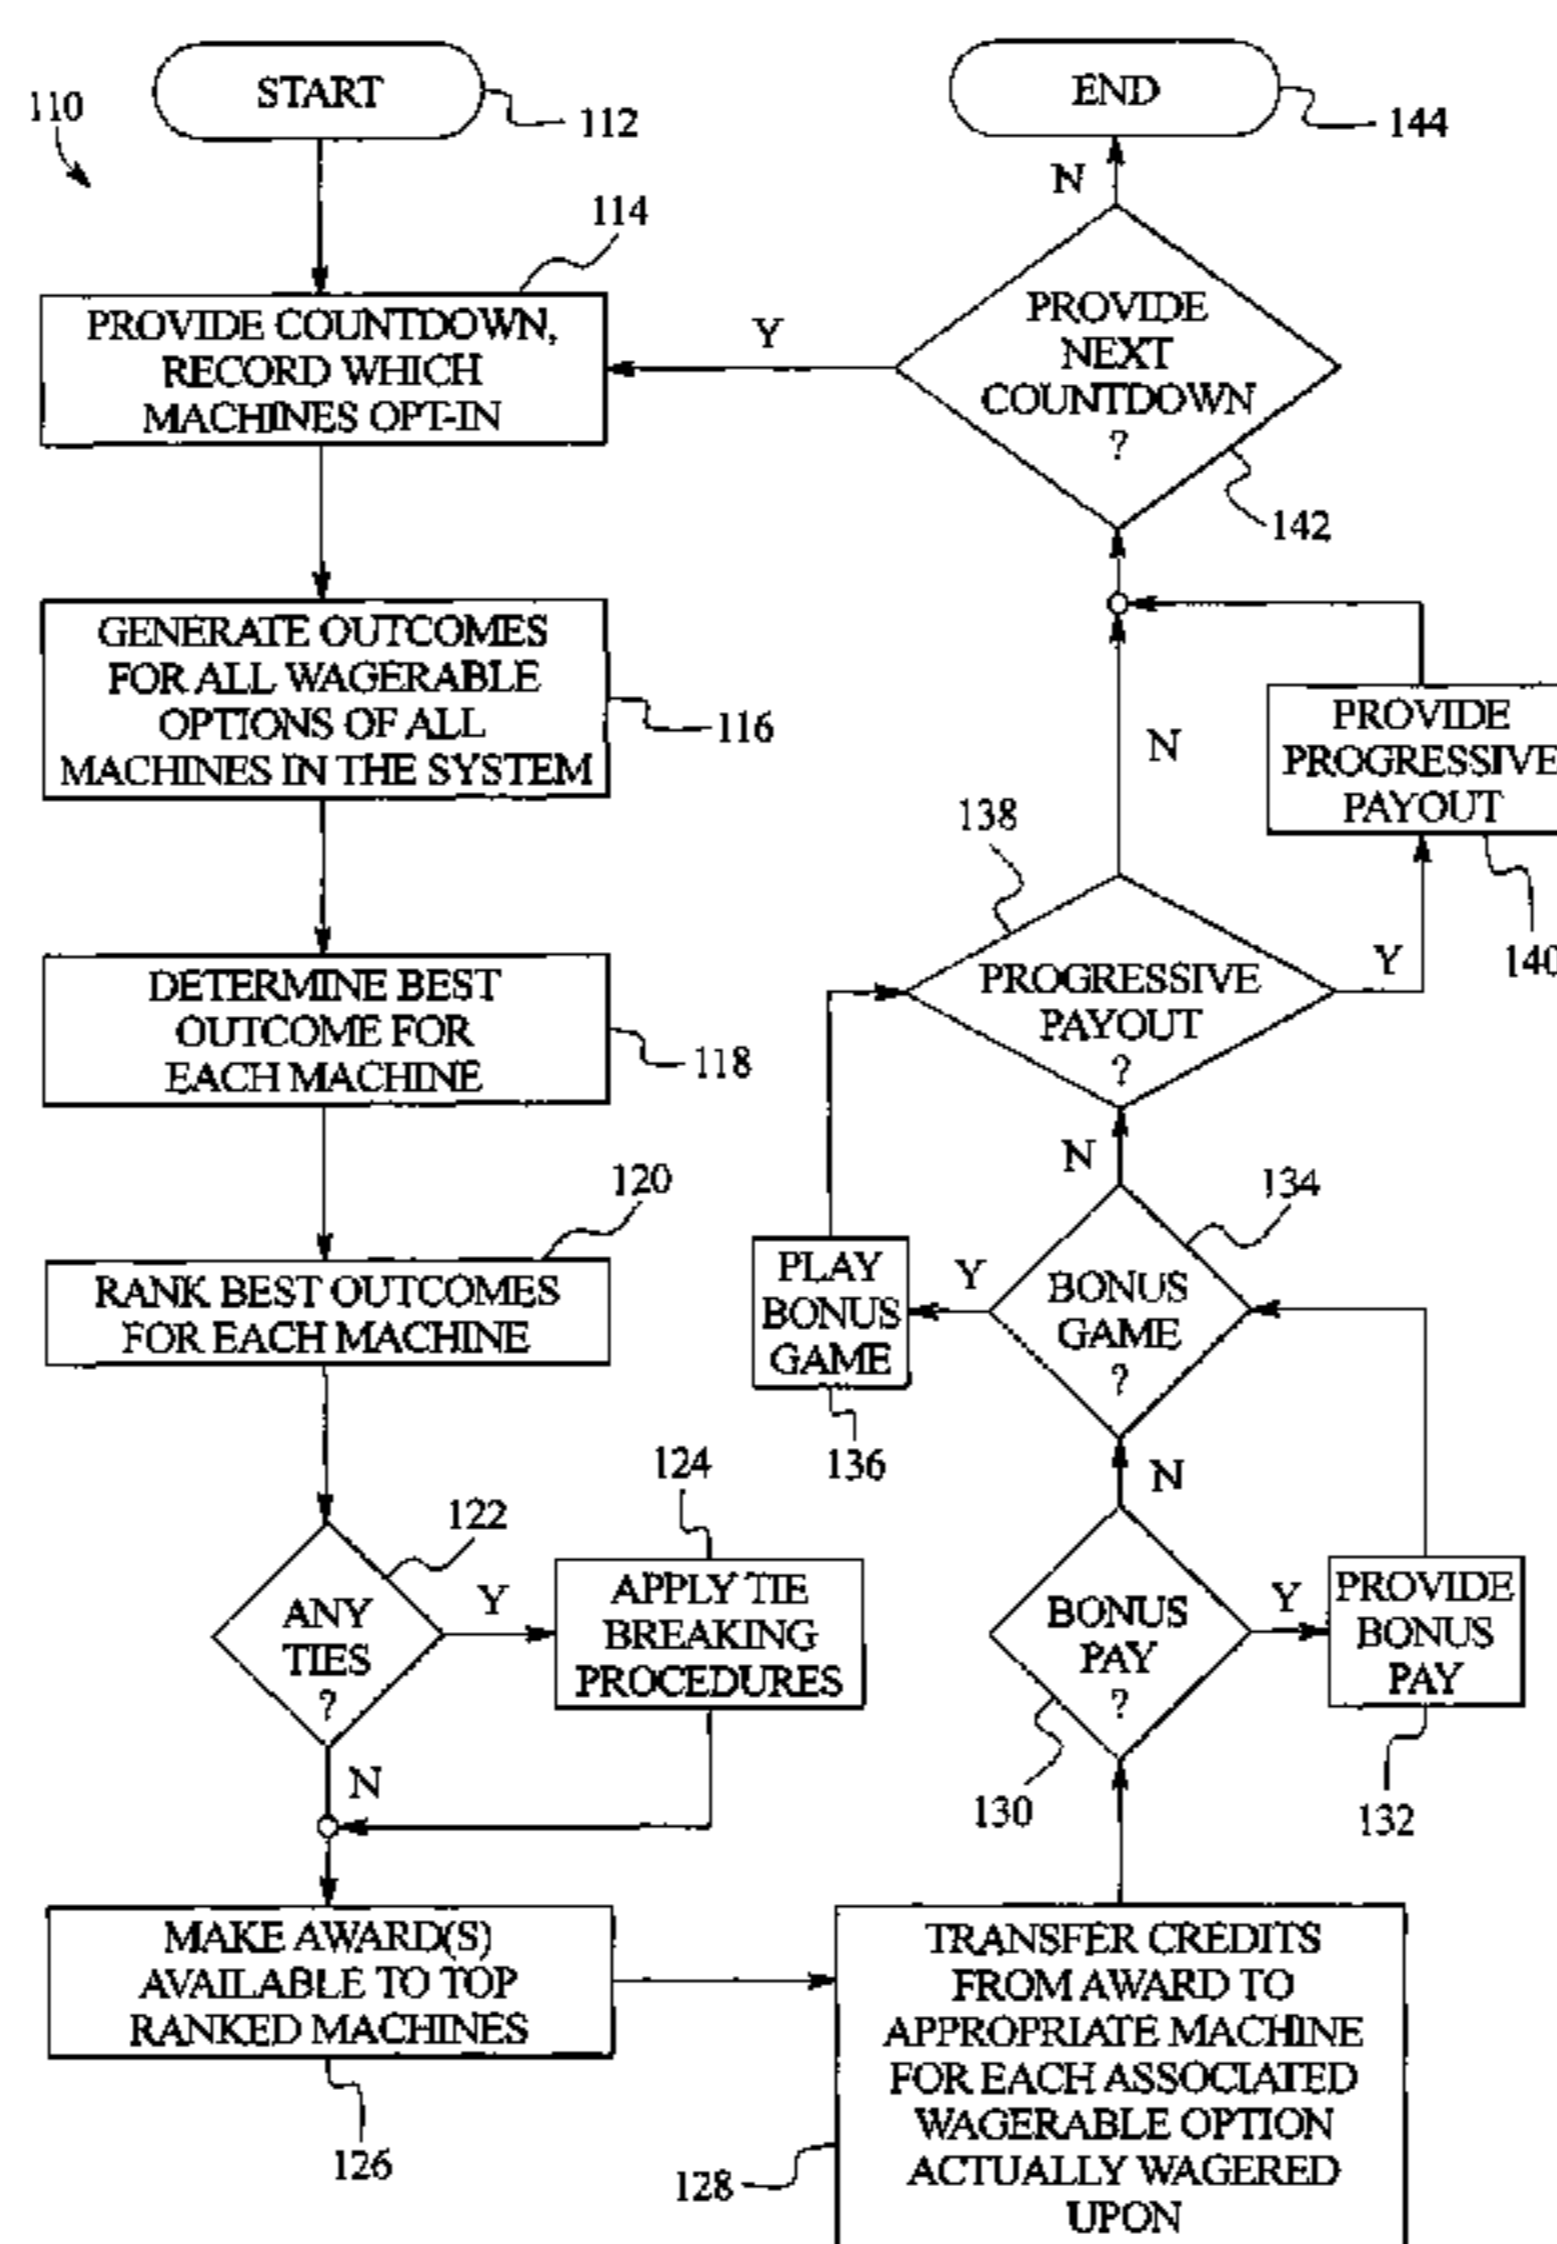 110
START
112
114
PROVIDE COUNTDOWN,
RECORD WHICH
MACHINES OPT-IN
GENERATE OUTCOMES
FOR ALL WAGERABLE
OPTIONS OF ALL
MACHINES IN THE SYSTEM
116
DETERMINE BEST
OUTCOME FOR
EACH MACHINE
118
120
RANK BEST OUTCOMES
FOR EACH MACHINE
122
ANY
TIES
?
Y
N
124
APPLY TIE
BREAKING
PROCEDURES
MAKE AWARD(S)
AVAILABLE TO TOP
RANKED MACHINES
126
TRANSFER CREDITS
FROM AWARD TO
APPROPRIATE MACHINE
FOR EACH ASSOCIATED
WAGERABLE OPTION
ACTUALLY WAGERED
UPON
128
BONUS
PAY
?
130
Y
N
PROVIDE
BONUS
PAY
132
134
BONUS
GAME
?
Y
N
PLAY
BONUS
GAME
136
138
PROGRESSIVE
PAYOUT
?
Y
N
PROVIDE
PROGRESSIVE
PAYOUT
140
PROVIDE
NEXT
COUNTDOWN
?
142
Y
N
END
144